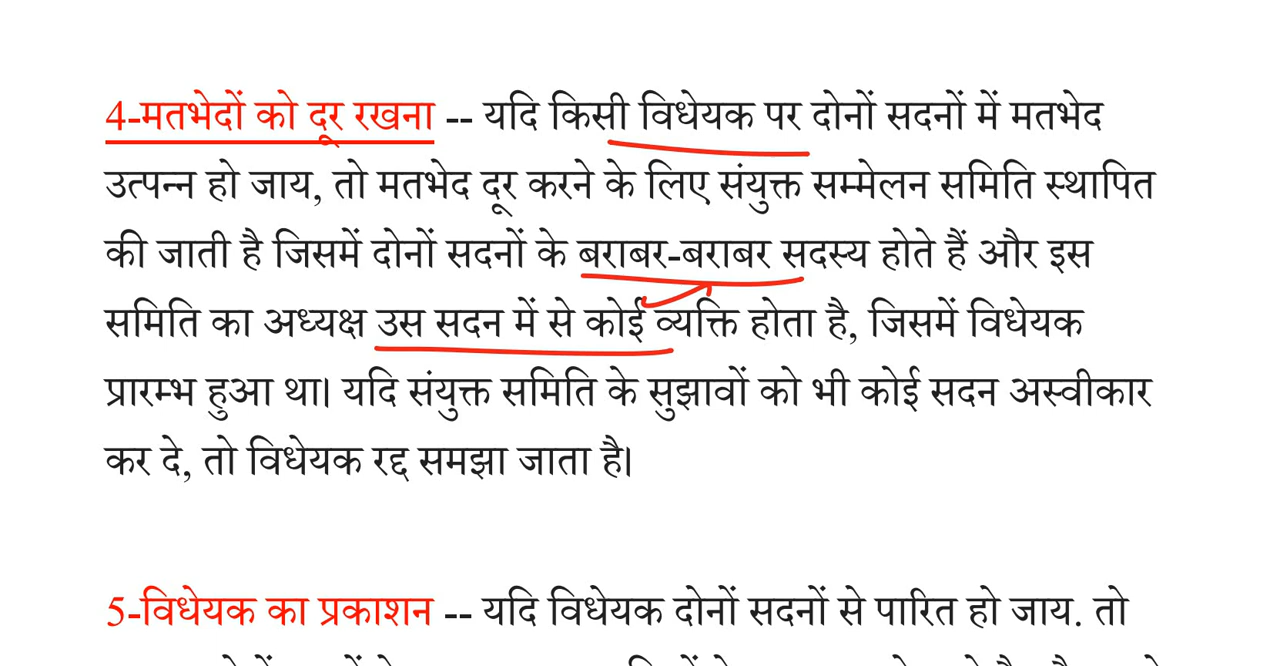 4-मतभेदों को दूर रखना -- यदि किसी विधेयक पर दोनों सदनों में मतभेद
उत्पन्न हो जाय, तो मतभेद दूर करने के लिए संयुक्त सम्मेलन समिति स्थापित
की जाती है जिसमें दोनों सदनों के बराबर-बराबर सदस्य होते हैं और इस
समिति का अध्यक्ष उस सदन में से कोई व्यक्ति होता है, जिसमें विधेयक
प्रारम्भ हुआ था। यदि संयुक्त समिति के सुझावों को भी कोई सदन अस्वीकार
कर दे, तो विधेयक रद्द समझा जाता है।
5-विधेयक का प्रकाशन -- यदि विधेयक दोनों सदनों से पारित हो जाय. तो